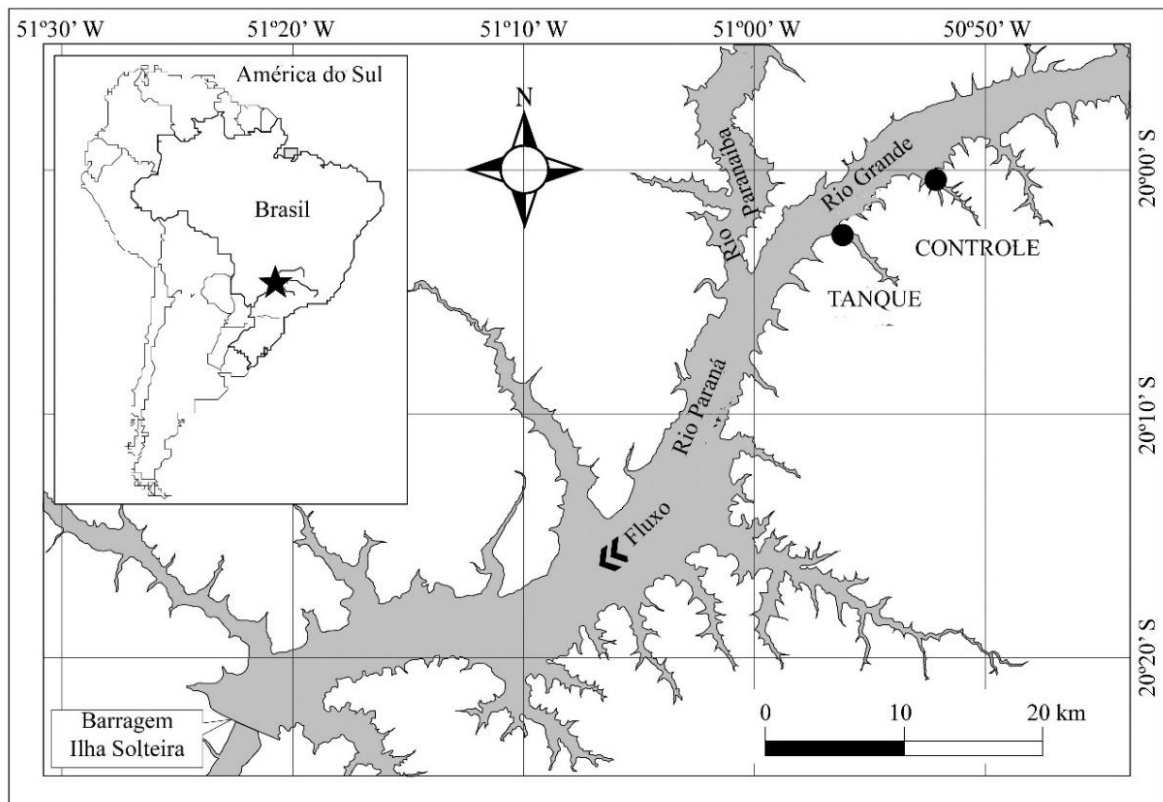 51º30’ W
51º20’ W
51º10’ W
51º00’ W
50º50’ W
América do Sul
Brasil
N
Rio Paranaíba
Rio Grande
20º00’ S
CONTROLE
TANQUE
Rio Paraná
20º10’ S
Fluxo
20º20’ S
Barragem
Ilha Solteira
0
10
20 km